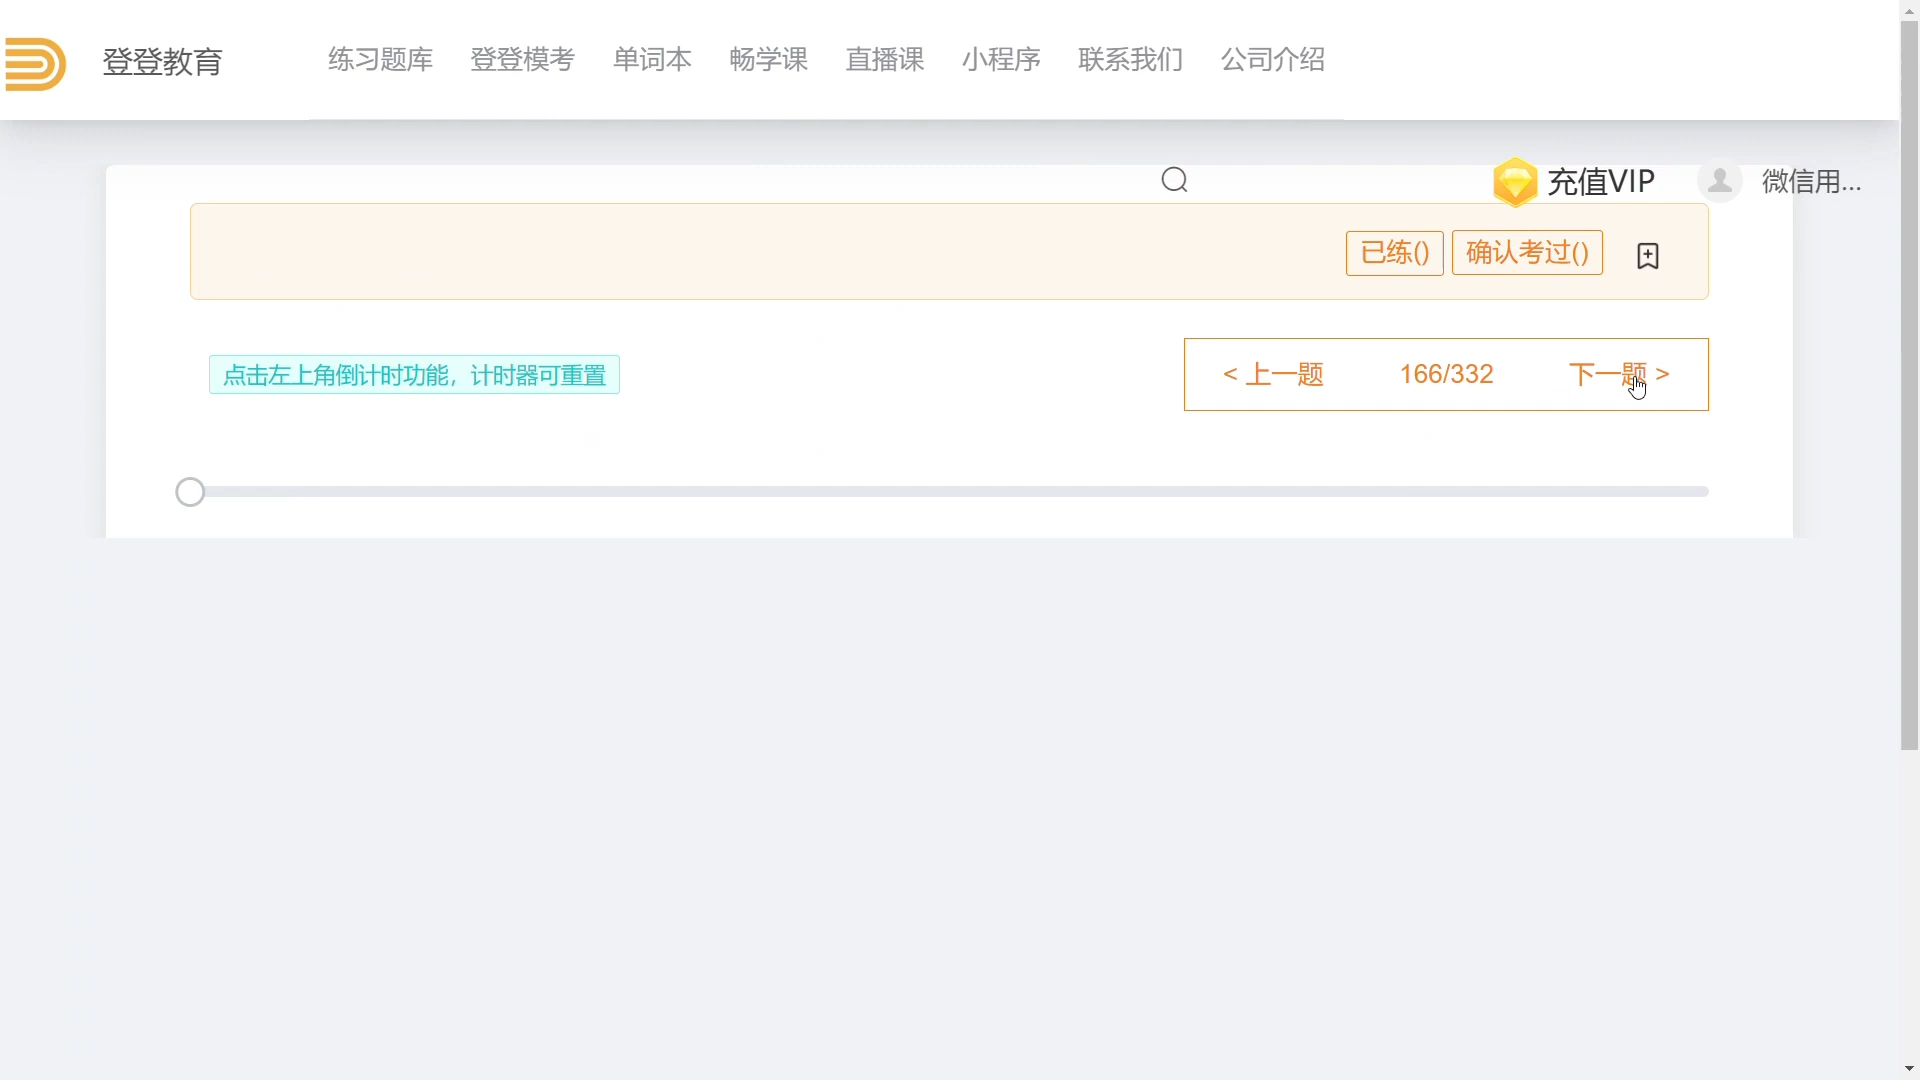 登登教育
练习题库 登登模考 单词本 畅学课 直播课 小程序 联系我们 公司介绍
充值VIP 微信用...
已练() 确认考过()
点击左上角倒计时功能，计时器可重置
< 上一题 166/332 下一题 >